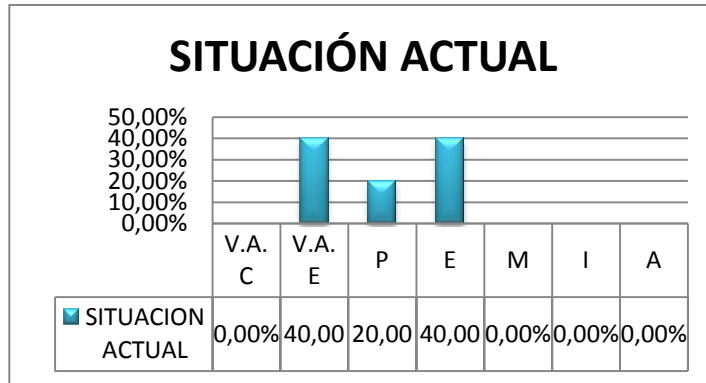 SITUACIÓN ACTUAL
50,00%
40,00%
30,00%
20,00%
10,00%
0,00%
V.A. C V.A. E P E M I A
SITUACION ACTUAL 0,00% 40,00 20,00 40,00 0,00% 0,00% 0,00%